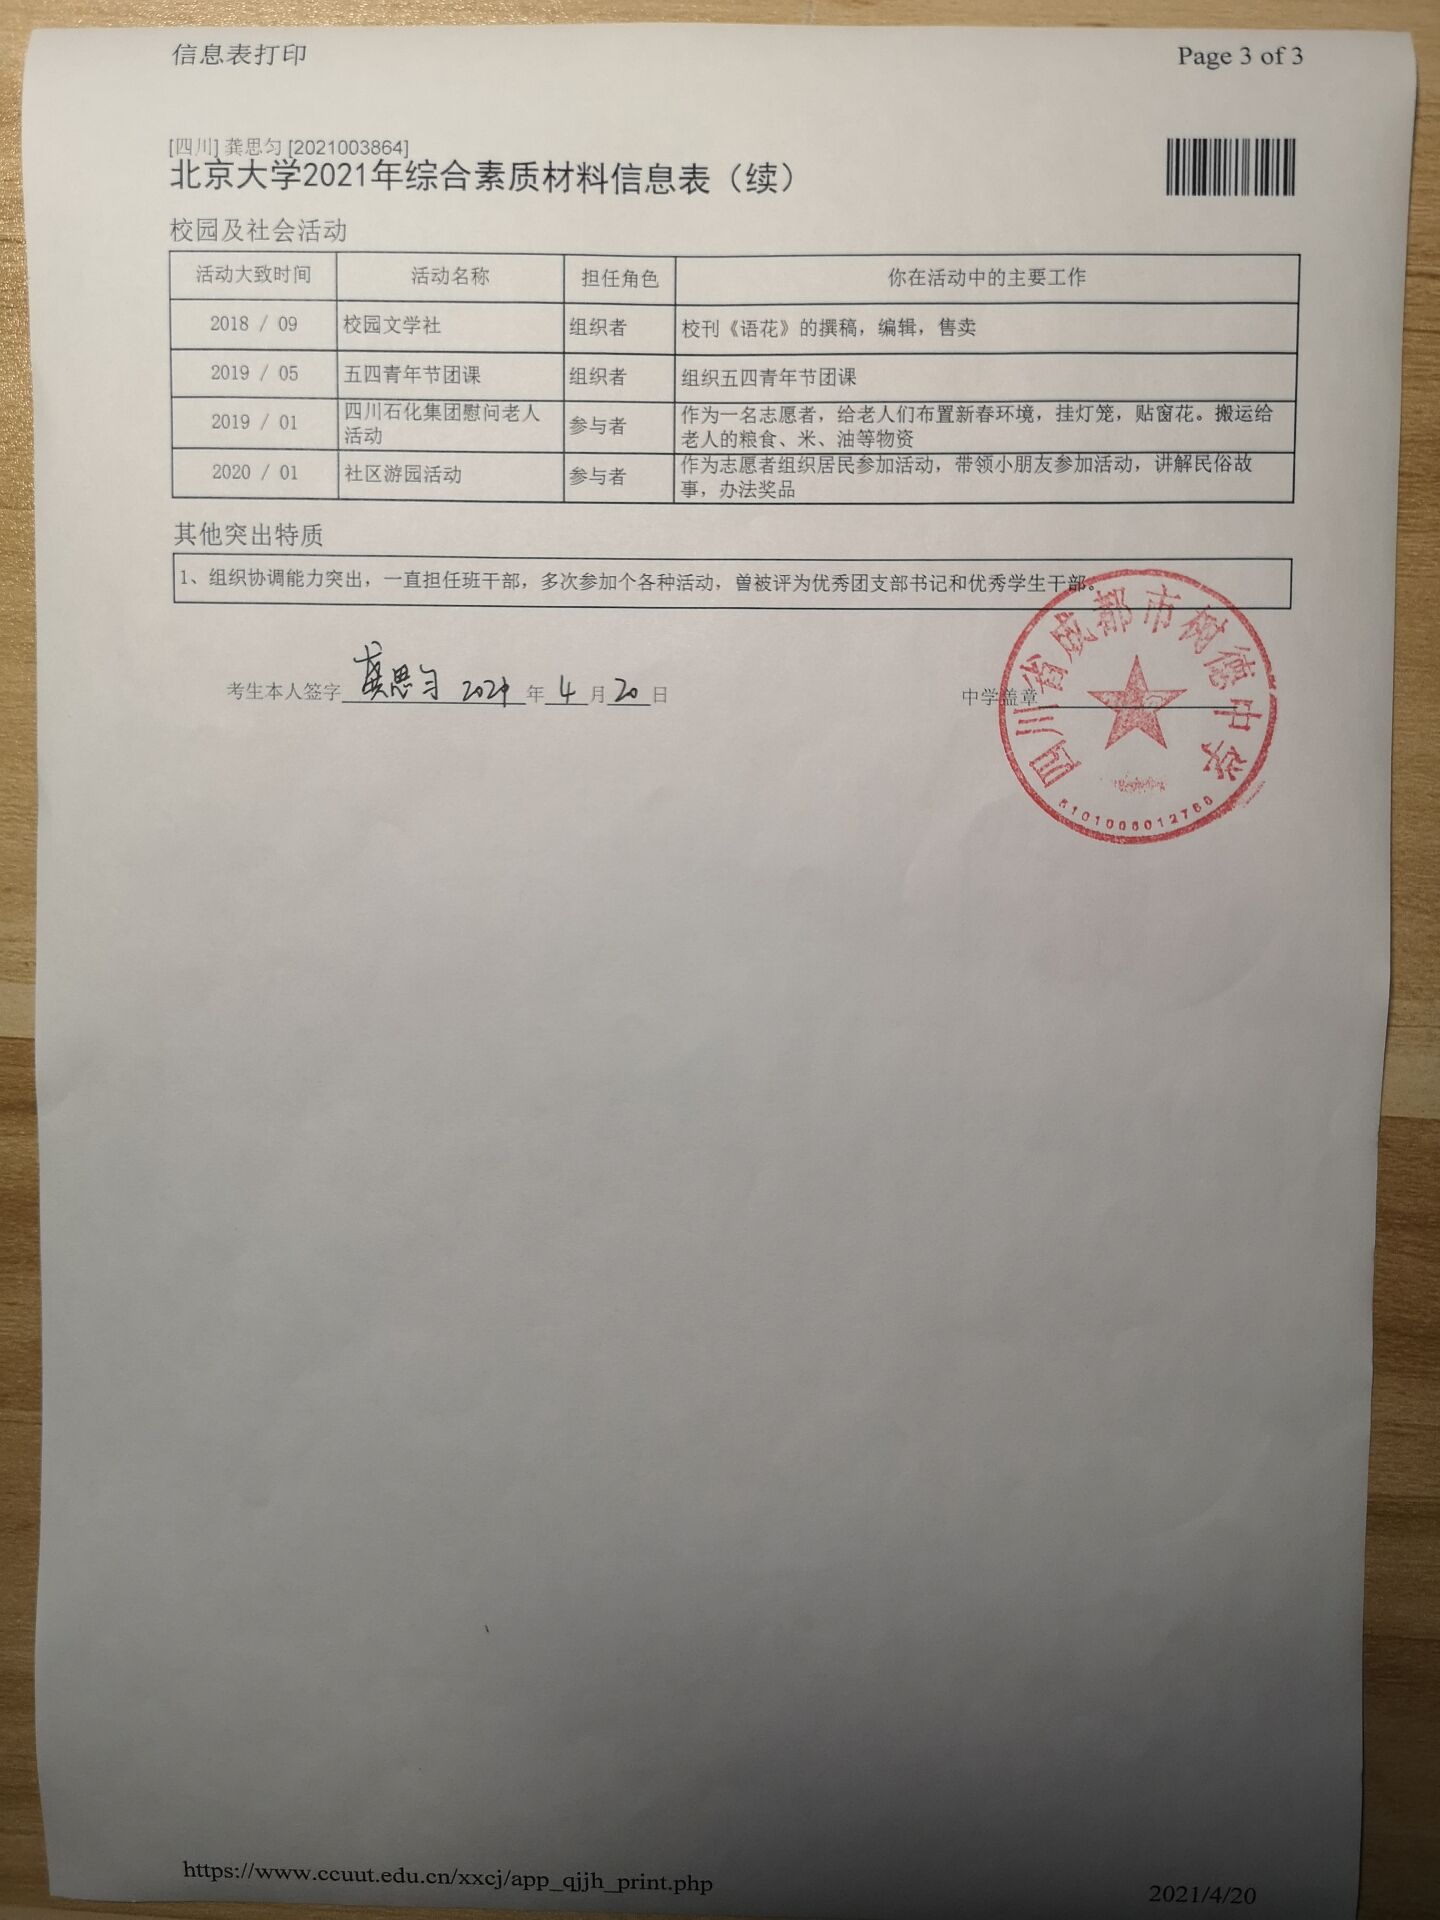 信息表打印
Page 3 of 3
[四川] 龚思匀 [2021003864]
北京大学2021年综合素质材料信息表（续）
校园及社会活动
活动大致时间 活动名称 担任角色 你在活动中的主要工作
2018 / 09 校园文学社 组织者 校刊《语花》的撰稿，编辑，售卖
2019 / 05 五四青年节团课 组织者 组织五四青年节团课
2019 / 01 四川石化集团慰问老人活动 参与者 作为一名志愿者，给老人们布置新春环境，挂灯笼，贴窗花。搬运给老人的粮食、米、油等物资
2020 / 01 社区游园活动 参与者 作为志愿者组织居民参加活动，带领小朋友参加活动，讲解民俗故事，办法奖品
其他突出特质
1、组织协调能力突出，一直担任班干部，多次参加个各种活动，曾被评为优秀团支部书记和优秀学生干部。
考生本人签字 龚思匀 2021 年 4 月 20 日
中学盖章
四川省成都市树德中学
https://www.ccuut.edu.cn/xxcj/app_qjjh_print.php
2021/4/20